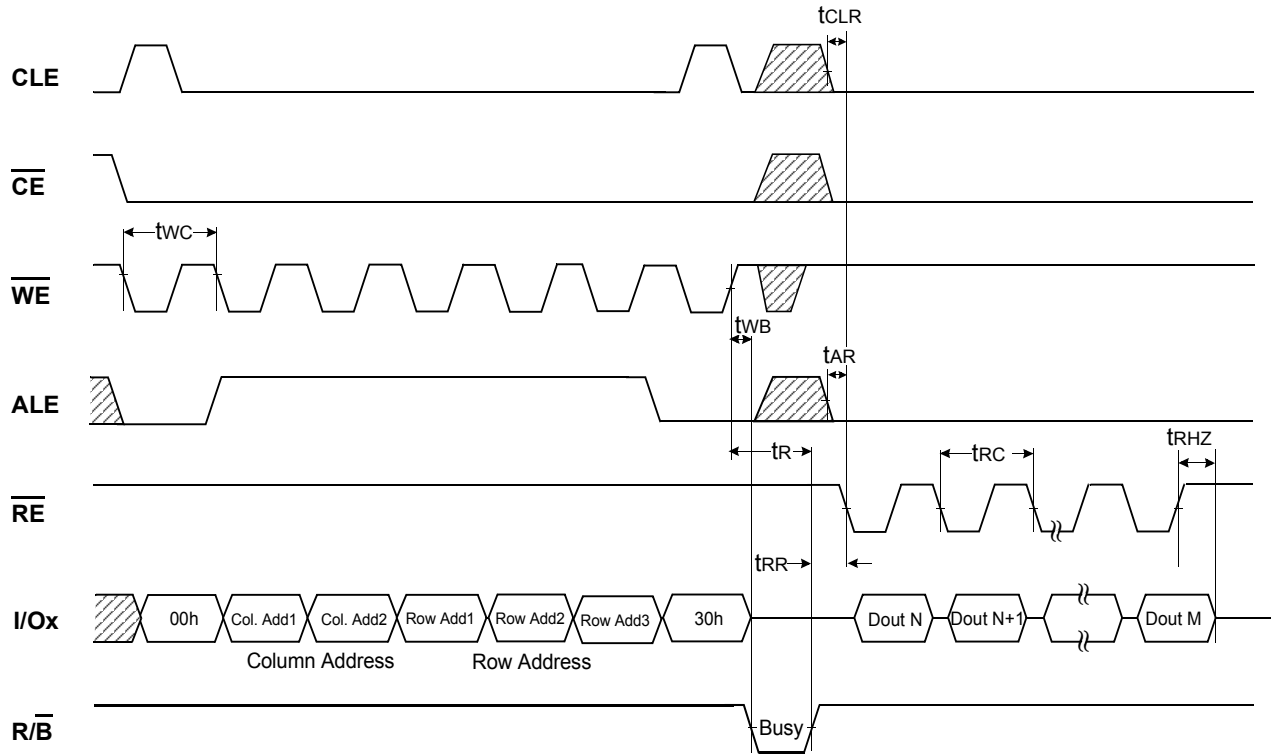 tCLR
CLE
CE
tWC
WE
tWB
tAR
ALE
tR
tRC
tRHZ
RE
tRR
I/Ox
00h
Col. Add1
Col. Add2
Row Add1
Row Add2
Row Add3
30h
Dout N
Dout N+1
Dout M
Column Address
Row Address
R/B
Busy